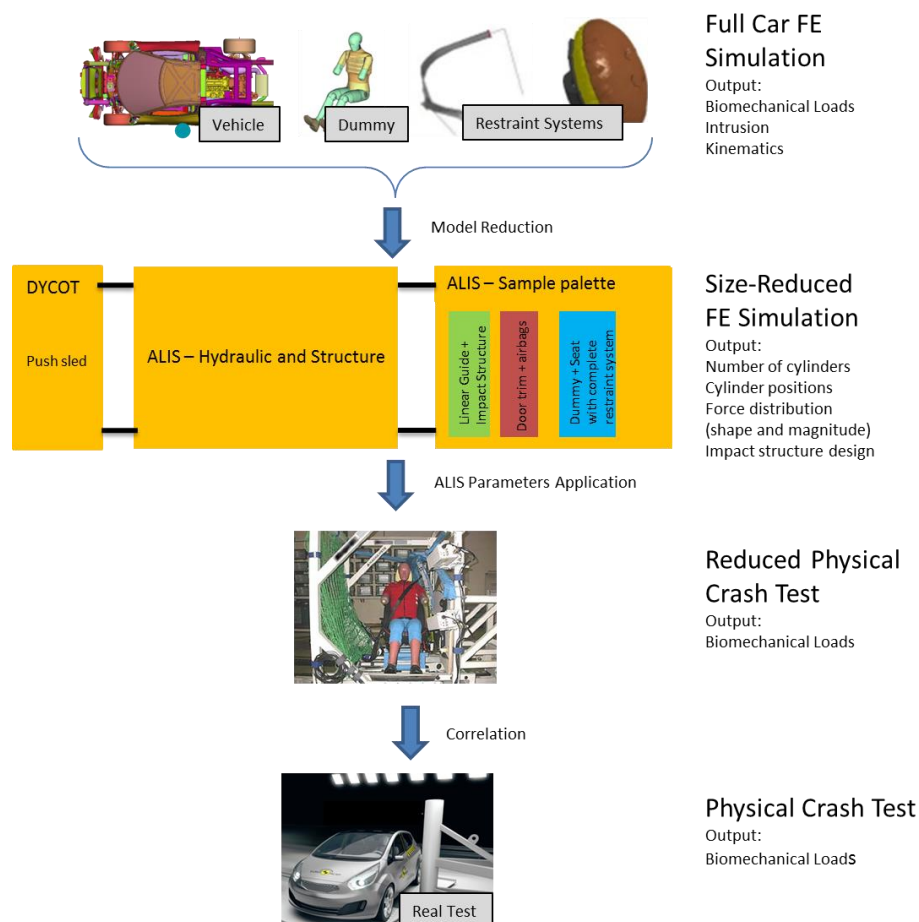 Full Car FE
Simulation
Output:
Biomechanical Loads
Intrusion
Kinematics
Vehicle
Dummy
Restraint Systems
Model Reduction
DYCOT
Push sled
ALIS – Hydraulic and Structure
ALIS – Sample palette
Linear Guide +
Impact Structure
Door trim + airbags
Dummy + Seat
with complete
restraint system
Size-Reduced
FE Simulation
Output:
Number of cylinders
Cylinder positions
Force distribution
(shape and magnitude)
Impact structure design
ALIS Parameters Application
Reduced Physical
Crash Test
Output:
Biomechanical Loads
Correlation
Physical Crash Test
Output:
Biomechanical Loads
Real Test